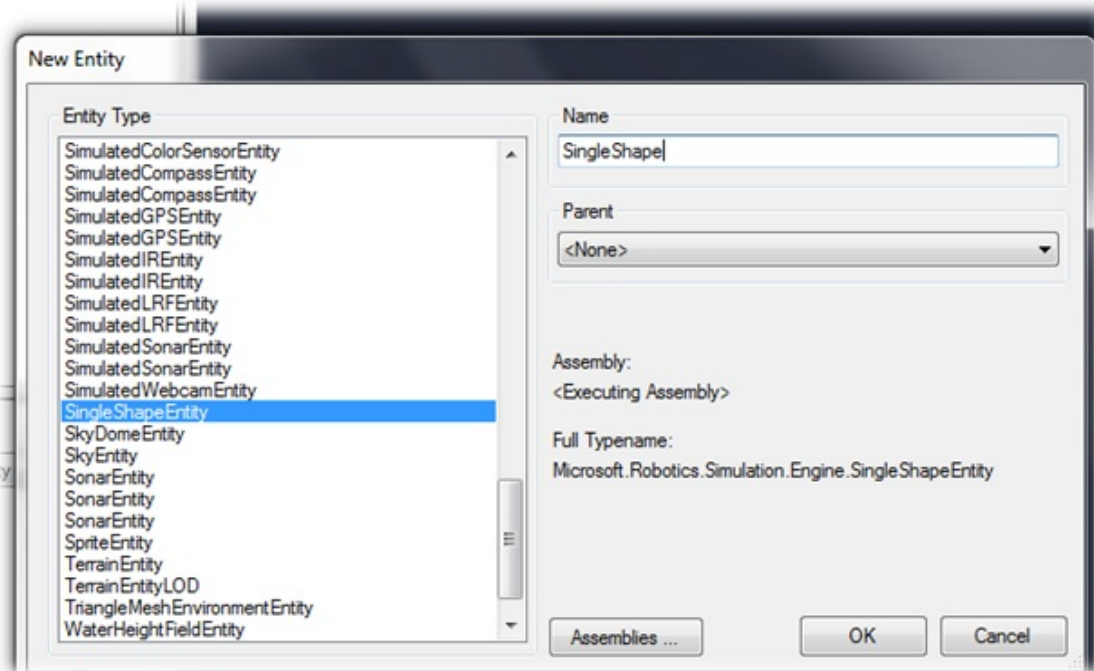 New Entity
Entity Type
SimulatedColorSensorEntity
SimulatedCompassEntity
SimulatedCompassEntity
SimulatedGPSEntity
SimulatedGPSEntity
SimulatedIREntity
SimulatedIREntity
SimulatedLRFEntity
SimulatedLRFEntity
SimulatedSonarEntity
SimulatedSonarEntity
SimulatedWebcamEntity
SingleShapeEntity
SkyDomeEntity
SkyEntity
SonarEntity
SonarEntity
SonarEntity
SpriteEntity
TerrainEntity
TerrainEntityLOD
TriangleMeshEnvironmentEntity
WaterHeightFieldEntity
Name
SingleShape
Parent
<None>
Assembly:
<Executing Assembly>
Full Typename:
Microsoft.Robotics.Simulation.Engine.SingleShapeEntity
Assemblies ...
OK
Cancel